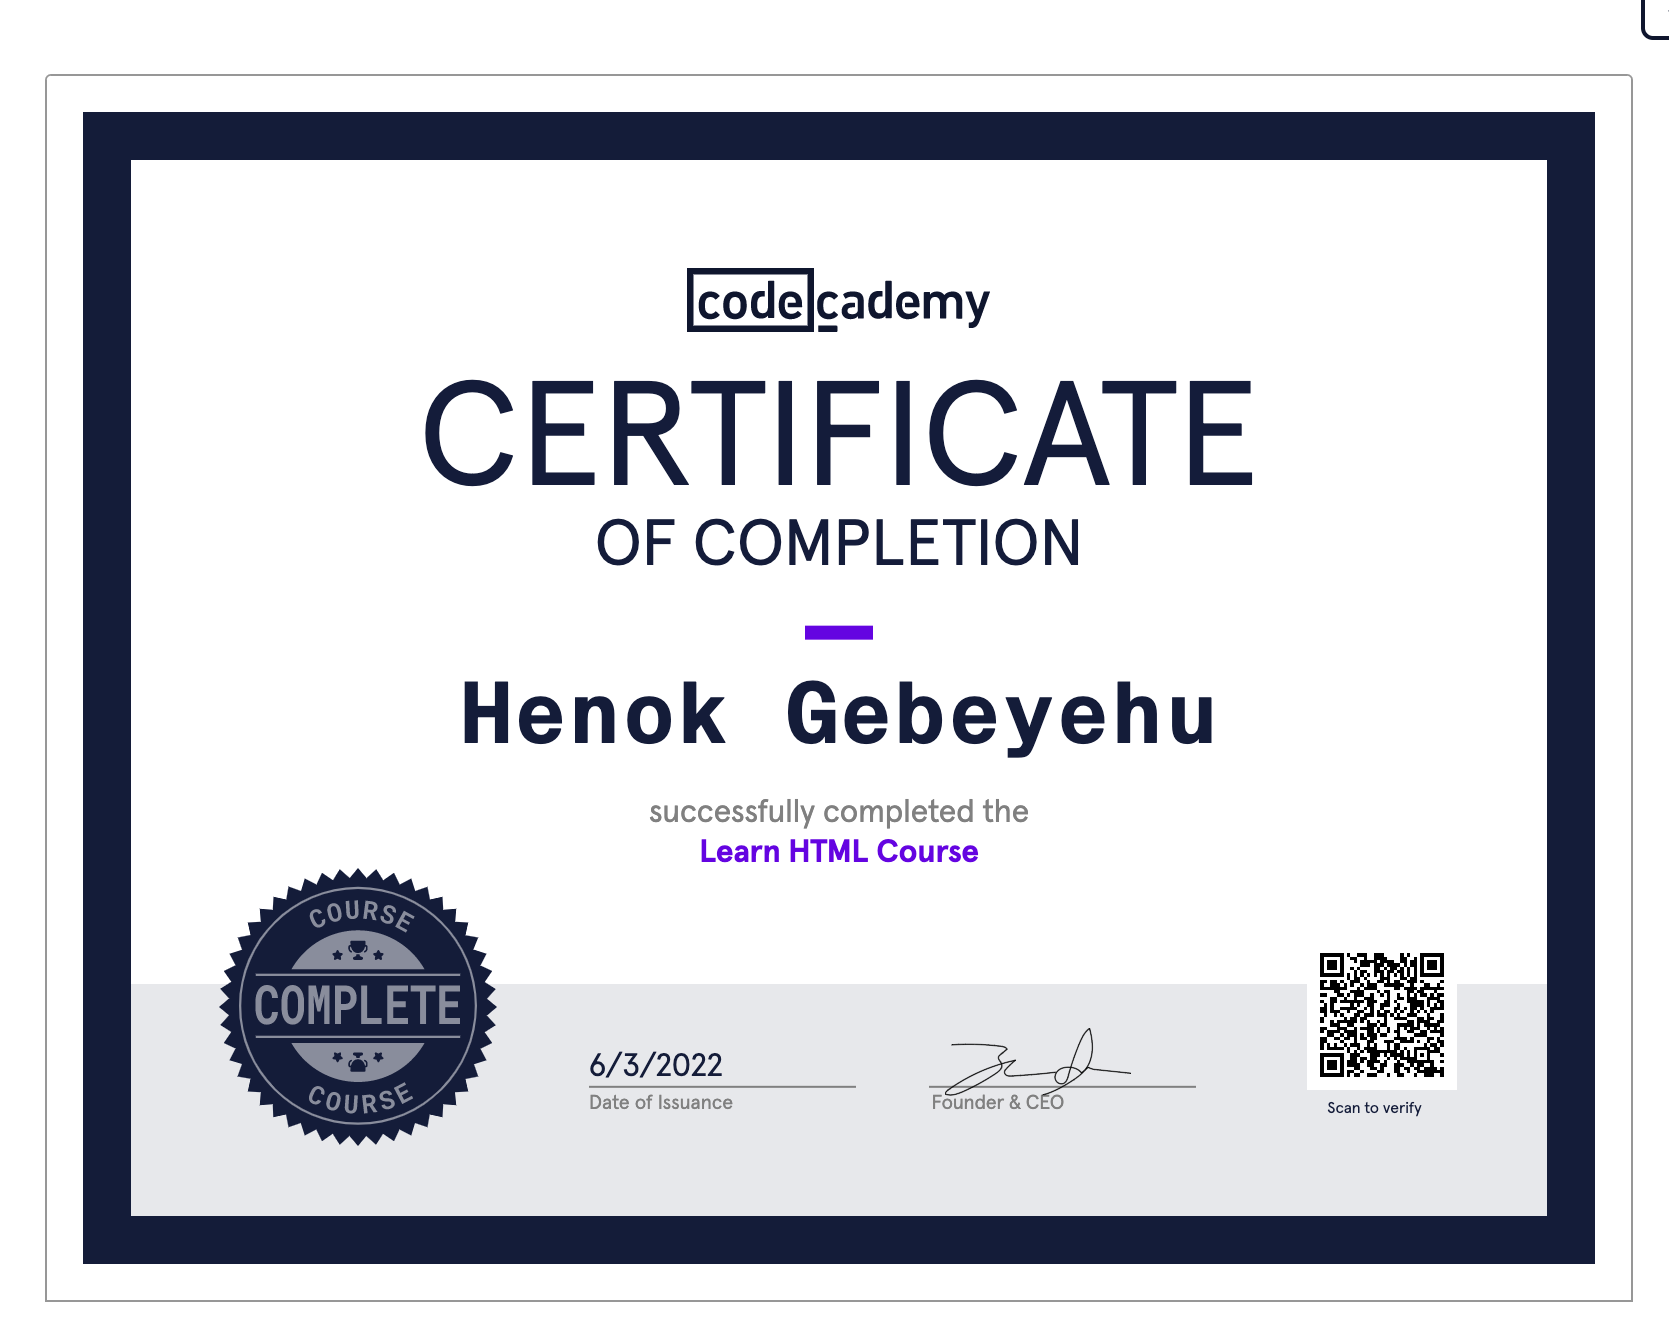 codecademy
CERTIFICATE
OF COMPLETION
Henok Gebeyehu
successfully completed the
Learn HTML Course
COURSE
COMPLETE
COURSE
6/3/2022
Date of Issuance
Founder & CEO
Scan to verify